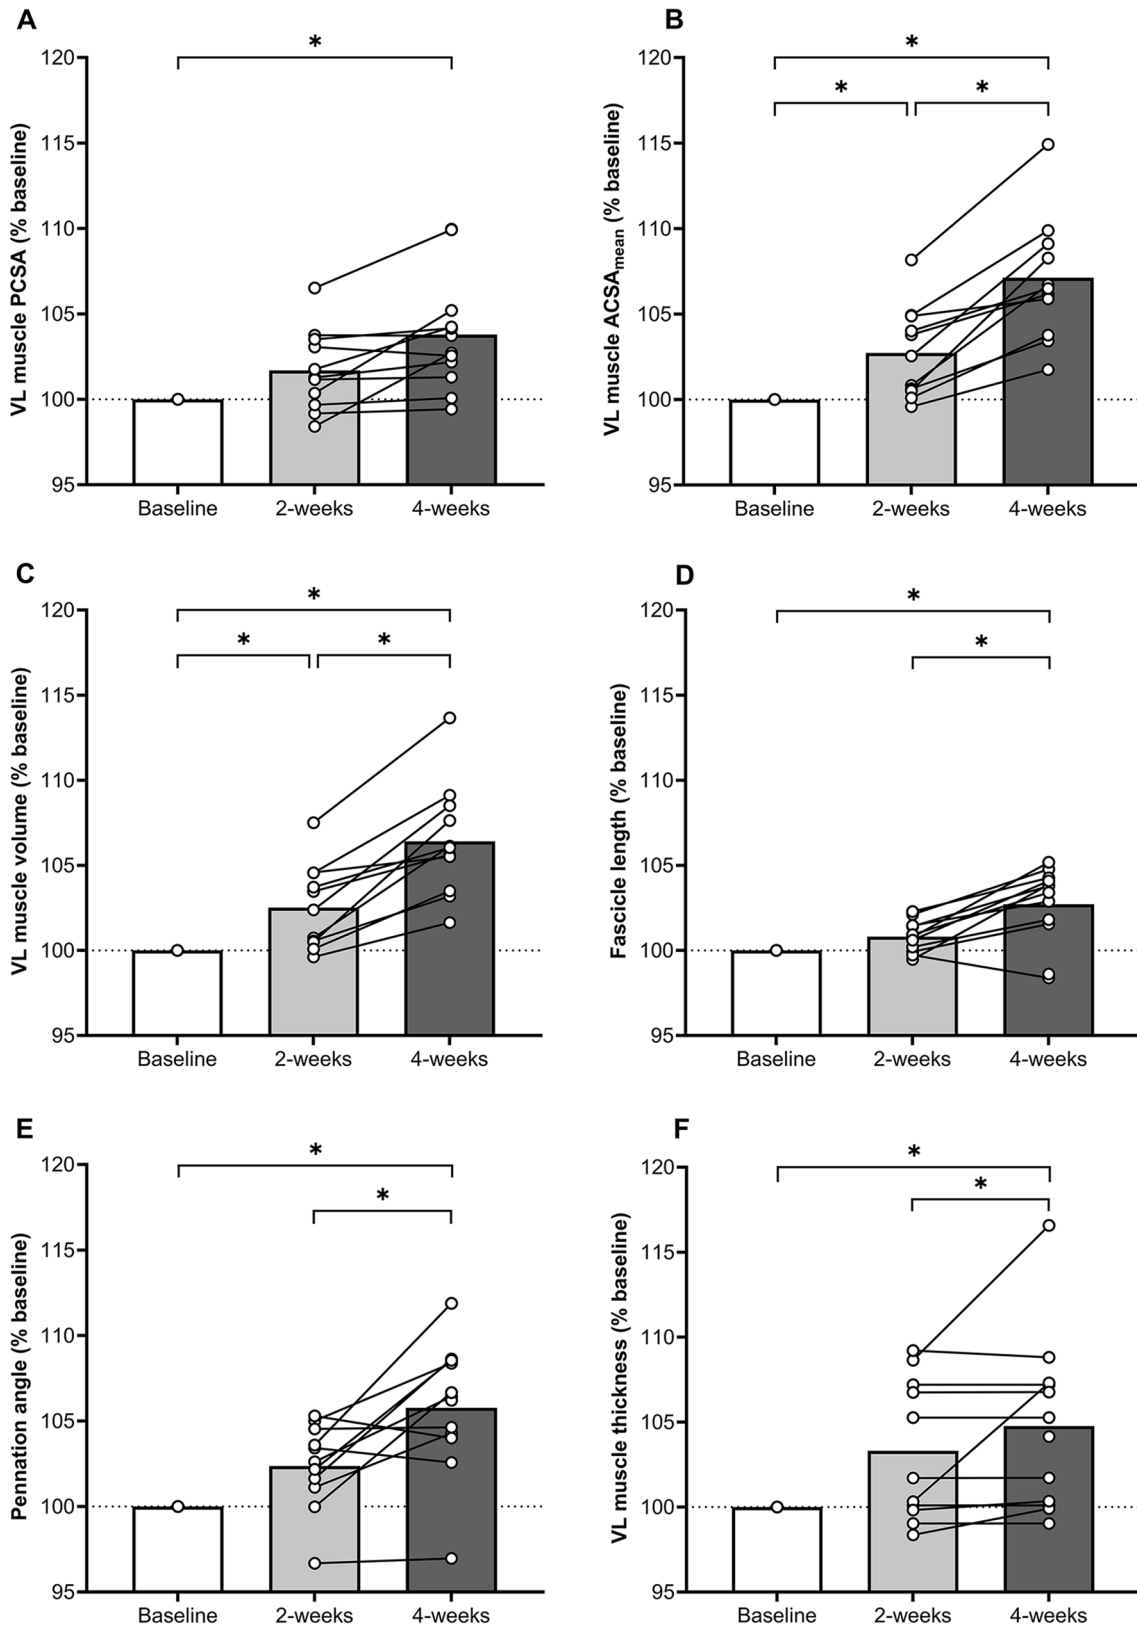 A
B
*
*
*
*
120
115
110
105
100
95
VL muscle PCSA (% baseline)
Baseline 2-weeks 4-weeks
120
115
110
105
100
95
VL muscle ACSAmean (% baseline)
Baseline 2-weeks 4-weeks
C
*
*
*
120
115
110
105
100
95
VL muscle volume (% baseline)
Baseline 2-weeks 4-weeks
D
*
*
120
115
110
105
100
95
Fascicle length (% baseline)
Baseline 2-weeks 4-weeks
E
*
*
120
115
110
105
100
95
Pennation angle (% baseline)
Baseline 2-weeks 4-weeks
F
*
*
120
115
110
105
100
95
VL muscle thickness (% baseline)
Baseline 2-weeks 4-weeks